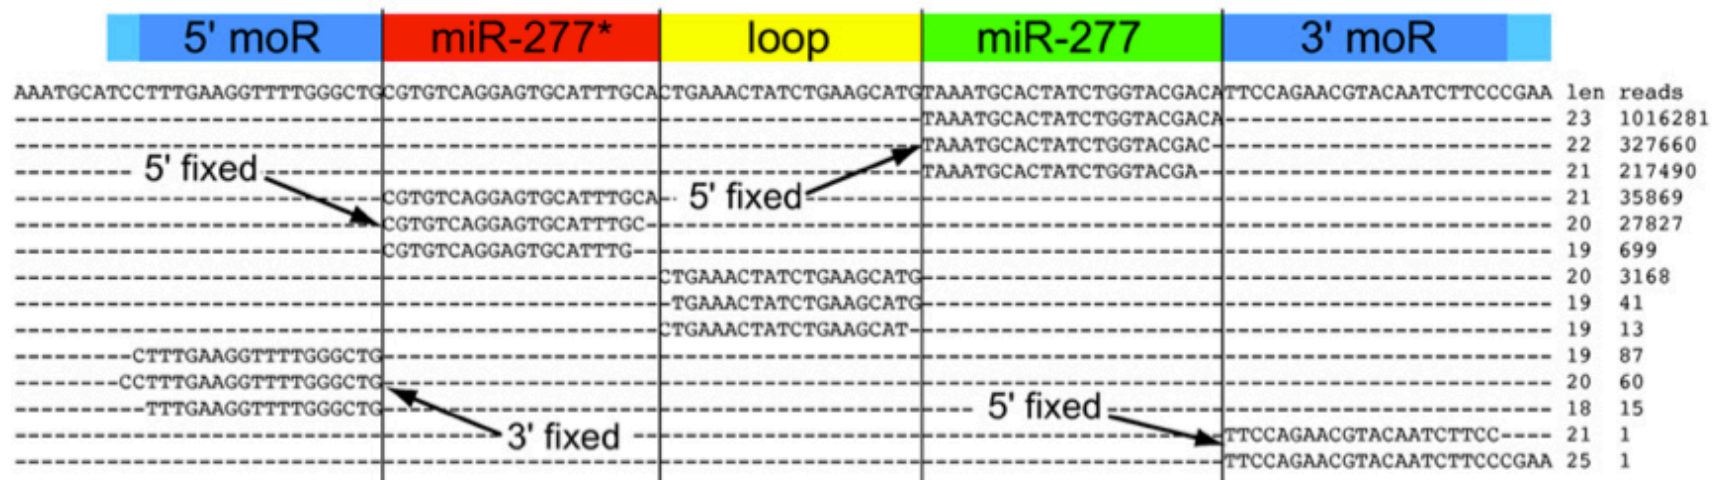 5' moR miR-277* loop miR-277 3' moR
AAATGCATCCTTTGAAGGTTTTGGGCTGCGTGTCAGGAGTGCATTTGCACTGAAACTATCTGAAGCATGTAAATGCACTATCTGGTACGACATTCCAGAACGTACAATCTTCCCGAA len reads
TAAATGCACTATCTGGTACGACA 23 1016281
TAAATGCACTATCTGGTACGAC 22 327660
5' fixed TAAATGCACTATCTGGTACGA 21 217490
CGTGTCAGGAGTGCATTTGCA 5' fixed 21 35869
CGTGTCAGGAGTGCATTTGC 20 27827
CGTGTCAGGAGTGCATTTG 19 699
CTGAAACTATCTGAAGCATG 20 3168
TGAAACTATCTGAAGCATG 19 41
CTGAAACTATCTGAAGCAT 19 13
CTTTGAAGGTTTTGGGCTG 19 87
CCTTTGAAGGTTTTGGGCTG 20 60
TTTGAAGGTTTTGGGCTG 5' fixed 18 15
3' fixed TTCCAGAACGTACAATCTTCC 21 1
TTCCAGAACGTACAATCTTCCCGAA 25 1